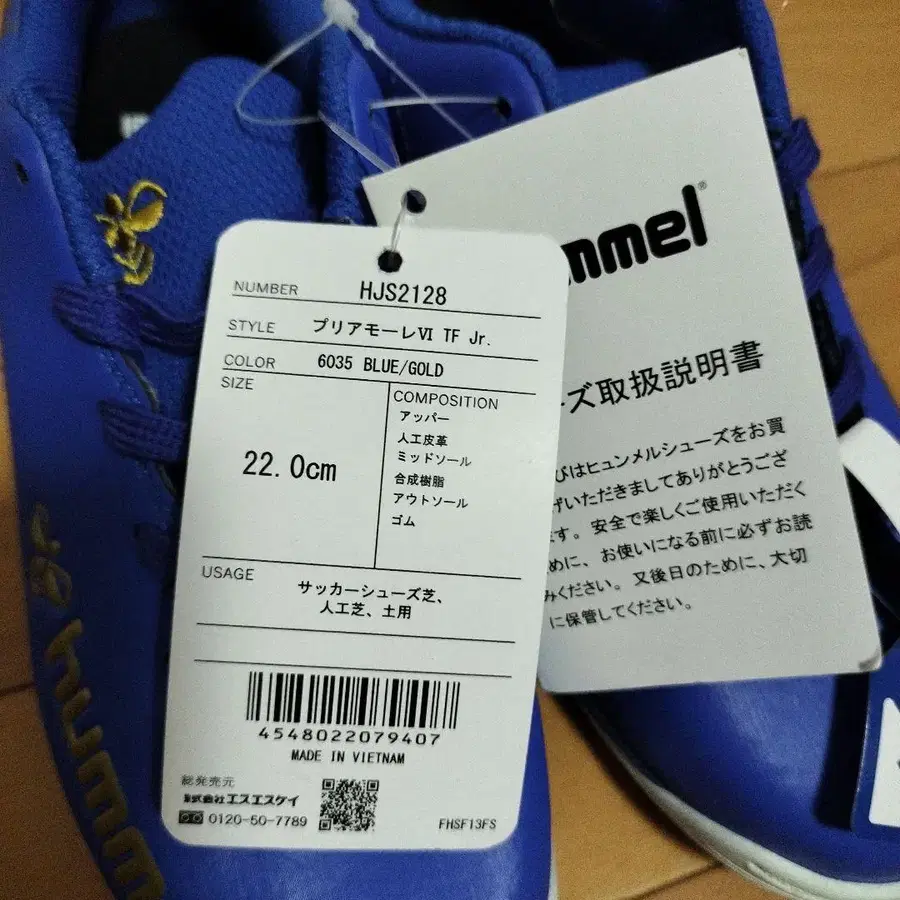 NUMBER HJS2128
STYLE プリアモーレⅥ TF Jr.
COLOR 6035 BLUE/GOLD
SIZE
22.0cm
COMPOSITION
アッパー
人工皮革
ミッドソール
合成樹脂
アウトソール
ゴム
USAGE
サッカーシューズ芝、
人工芝、土用
4548022079407
MADE IN VIETNAM
総発売元
株式会社エスエスケイ
0120-50-7789
FHSF13FS
mmel®
ズ取扱説明書
びはヒュンメルシューズをお買
げいただきましてありがとうござ
ます。安全で楽しくご使用いただく
めに、お使いになる前に必ずお読
みください。又後日のために、大切
に保管してください。
humm